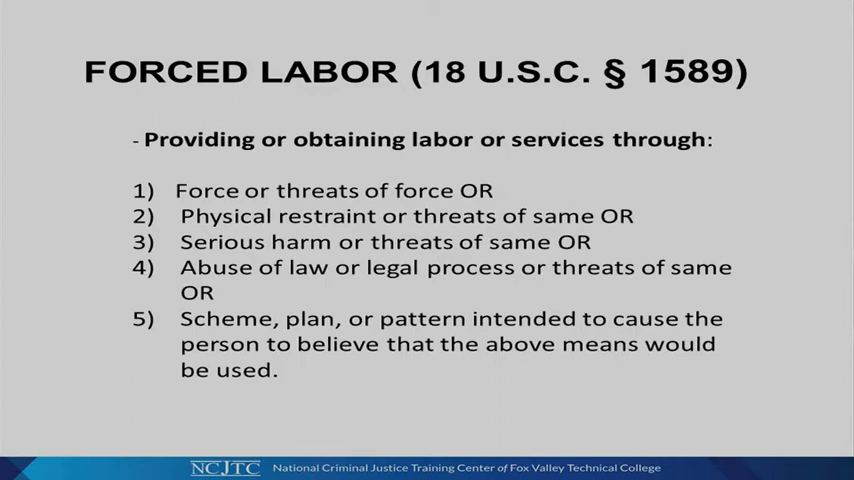 FORCED LABOR (18 U.S.C. § 1589)
- Providing or obtaining labor or services through:
1) Force or threats of force OR
2) Physical restraint or threats of same OR
3) Serious harm or threats of same OR
4) Abuse of law or legal process or threats of same
OR
5) Scheme, plan, or pattern intended to cause the
person to believe that the above means would
be used.
NCJTC National Criminal Justice Training Center of Fox Valley Technical College